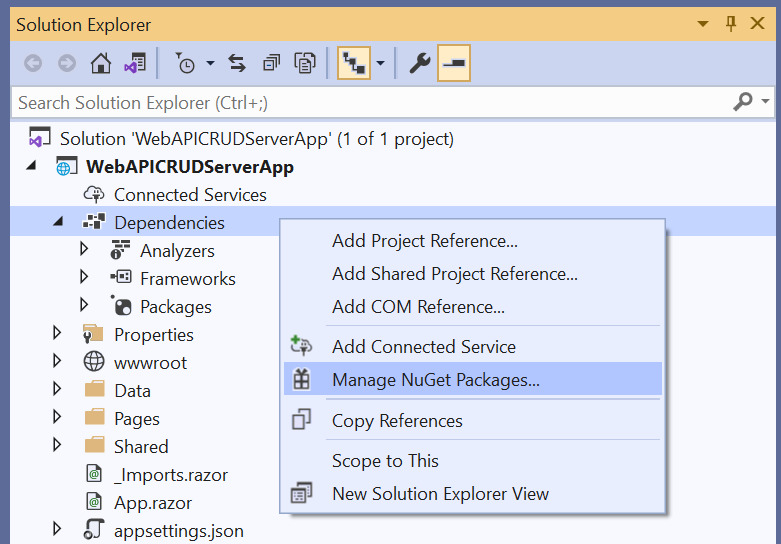 Solution Explorer
Search Solution Explorer (Ctrl+;)
Solution 'WebAPICRUDServerApp' (1 of 1 project)
WebAPICRUDServerApp
Connected Services
Dependencies
Analyzers
Frameworks
Packages
Properties
wwwroot
Data
Pages
Shared
_Imports.razor
App.razor
appsettings.json
Add Project Reference...
Add Shared Project Reference...
Add COM Reference...
Add Connected Service
Manage NuGet Packages...
Copy References
Scope to This
New Solution Explorer View